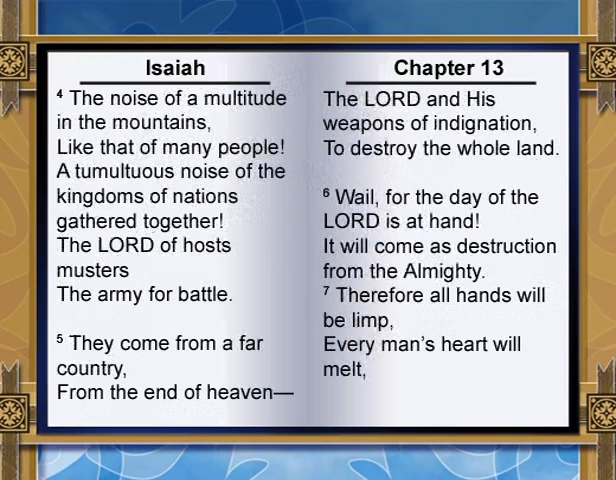 Isaiah
⁴ The noise of a multitude
in the mountains,
Like that of many people!
A tumultuous noise of the
kingdoms of nations
gathered together!
The LORD of hosts
musters
The army for battle.
⁵ They come from a far
country,
From the end of heaven—
Chapter 13
The LORD and His
weapons of indignation,
To destroy the whole land.
⁶ Wail, for the day of the
LORD is at hand!
It will come as destruction
from the Almighty.
⁷ Therefore all hands will
be limp,
Every man’s heart will
melt,